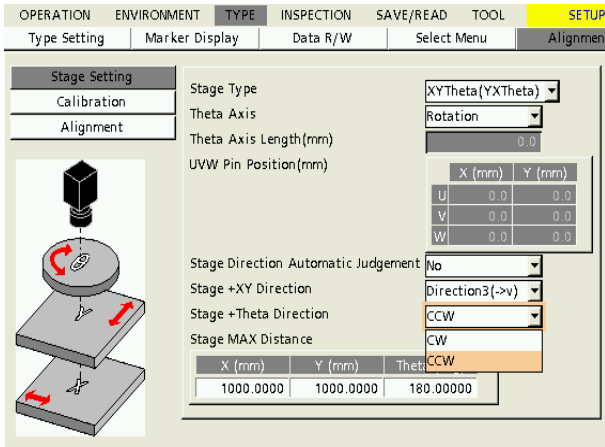 OPERATION ENVIRONMENT TYPE INSPECTION SAVE/READ TOOL SETUP
Type Setting Marker Display Data R/W Select Menu Alignmen
Stage Setting
Calibration
Alignment
Stage Type XYTheta(YXTheta)
Theta Axis Rotation
Theta Axis Length(mm) 0.0
UVW Pin Position(mm)
X (mm) Y (mm)
U 0.0 0.0
V 0.0 0.0
W 0.0 0.0
Stage Direction Automatic Judgement No
Stage +XY Direction Direction3(->v)
Stage +Theta Direction CCW
CW
CCW
Stage MAX Distance
X (mm) Y (mm) Thet
1000.0000 1000.0000 180.00000
θ
Y
X